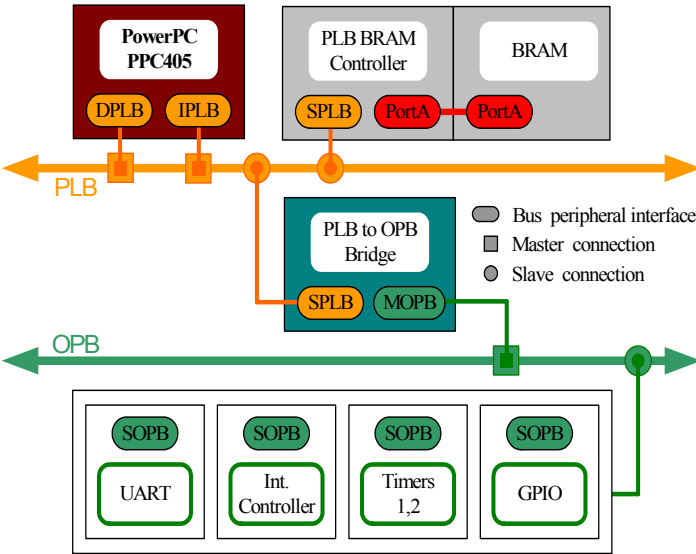 PowerPC
PPC405
DPLB
IPLB
PLB BRAM
Controller
SPLB
PortA
BRAM
PortA
PLB
PLB to OPB
Bridge
SPLB
MOPB
Bus peripheral interface
Master connection
Slave connection
OPB
SOPB
SOPB
SOPB
SOPB
UART
Int.
Controller
Timers
1,2
GPIO